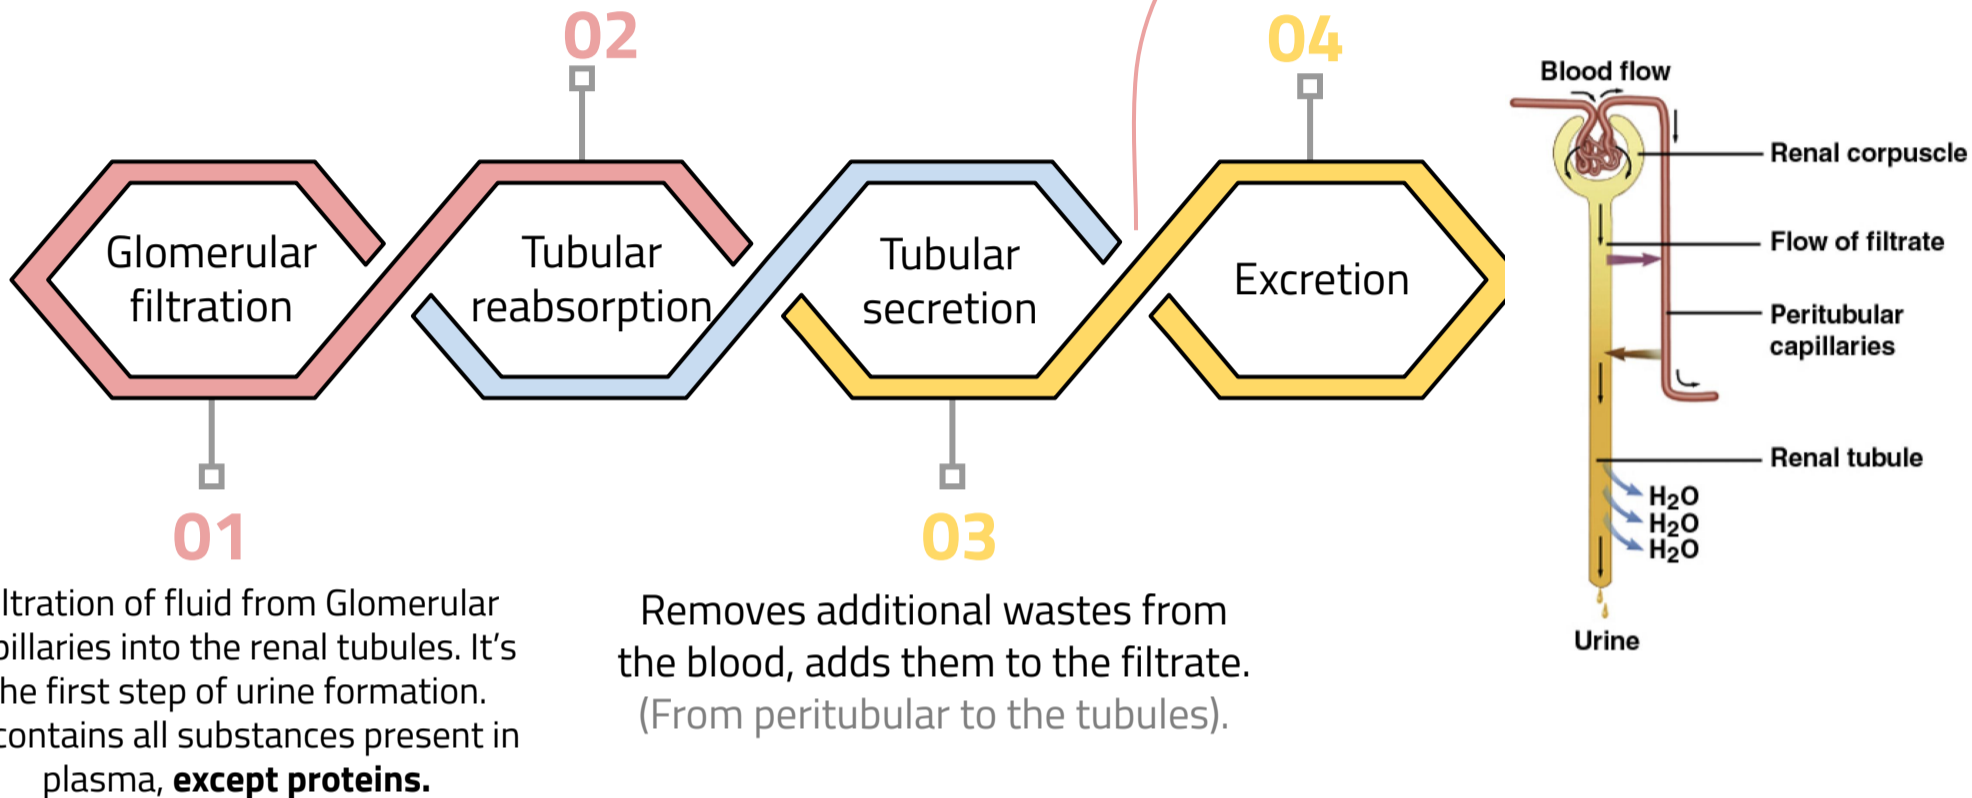 02
04
Glomerular
filtration
Tubular
reabsorption
Tubular
secretion
Excretion
01
03
ltration of fluid from Glomerular
pillaries into the renal tubules. It’s
he first step of urine formation.
contains all substances present in
plasma, except proteins.
Removes additional wastes from
the blood, adds them to the filtrate.
(From peritubular to the tubules).
Blood flow
Renal corpuscle
Flow of filtrate
Peritubular
capillaries
Renal tubule
H₂O
H₂O
H₂O
Urine